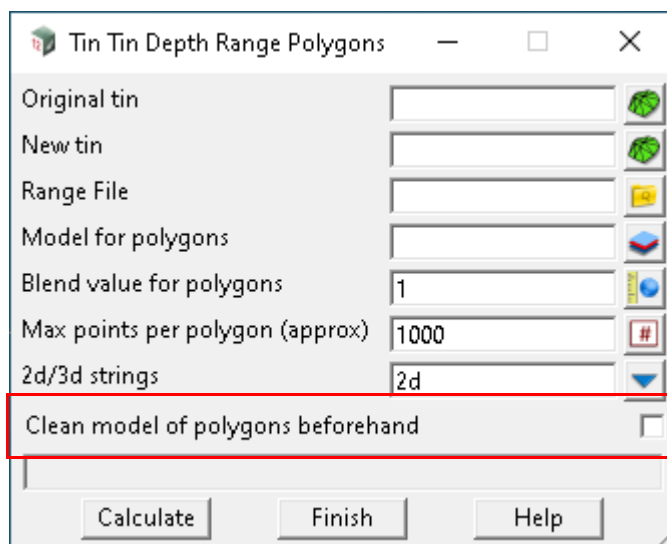 Tin Tin Depth Range Polygons
Original tin
New tin
Range File
Model for polygons
Blend value for polygons 1
Max points per polygon (approx) 1000 #
2d/3d strings 2d
Clean model of polygons beforehand
Calculate Finish Help